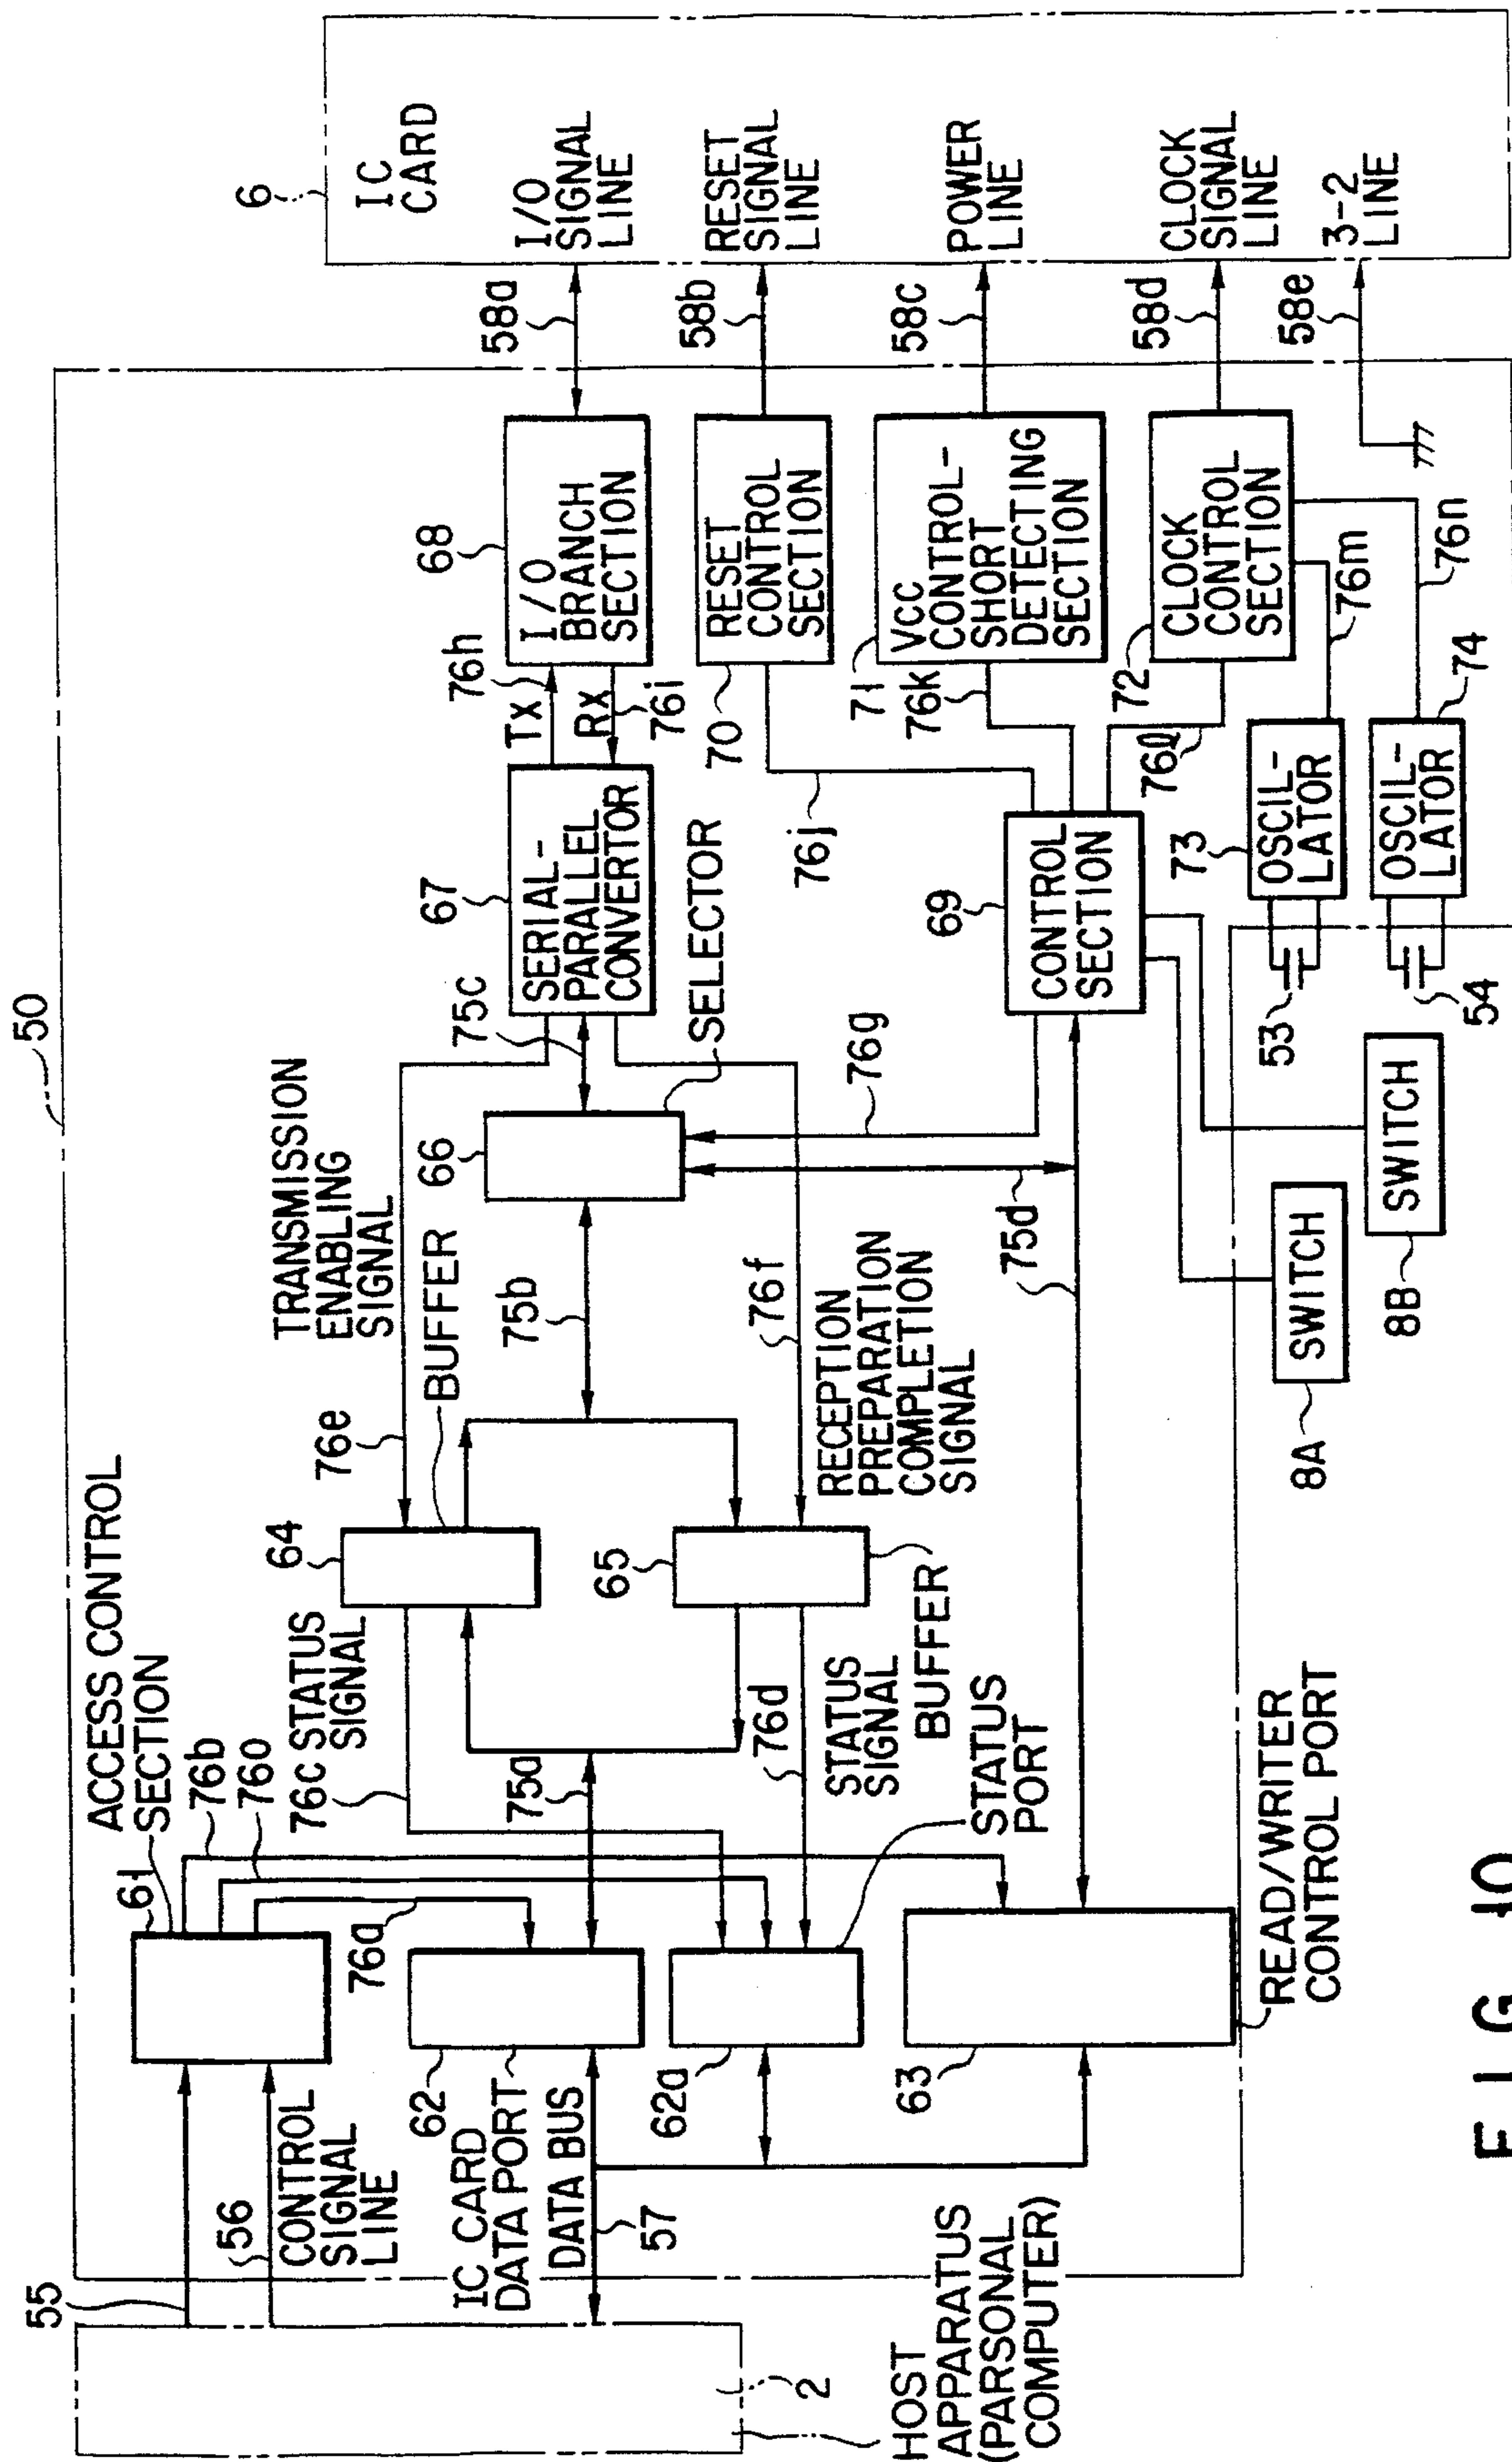 50
6
IC
CARD
55
56
CONTROL
SIGNAL
LINE
61
ACCESS CONTROL
SECTION
76b
76o
76a
76c
STATUS
SIGNAL
64
76e
BUFFER
TRANSMISSION
ENABLING
SIGNAL
66
75c
SELECTOR
67
SERIAL-
PARALLEL
CONVERTOR
76h
Tx
Rx
76i
68
I/O
BRANCH
SECTION
58a
I/O
SIGNAL
LINE
62
IC CARD
DATA PORT
DATA BUS
57
75a
75b
62a
STATUS
PORT
65
76d
STATUS
SIGNAL
BUFFER
76f
RECEPTION
PREPARATION
COMPLETION
SIGNAL
76g
75d
70
RESET
CONTROL
SECTION
76j
58b
RESET
SIGNAL
LINE
63
READ/WRITER
CONTROL PORT
69
CONTROL
SECTION
71
76k
VCC
CONTROL-
SHORT
DETECTING
SECTION
58c
POWER
LINE
72
76l
CLOCK
CONTROL
SECTION
58d
CLOCK
SIGNAL
LINE
58e
3-2
LINE
76m
76n
73
OSCIL-
LATOR
74
OSCIL-
LATOR
53
54
SWITCH
8A
SWITCH
8B
2
HOST
APPARATUS
(PARSONAL
COMPUTER)
FIG. 10